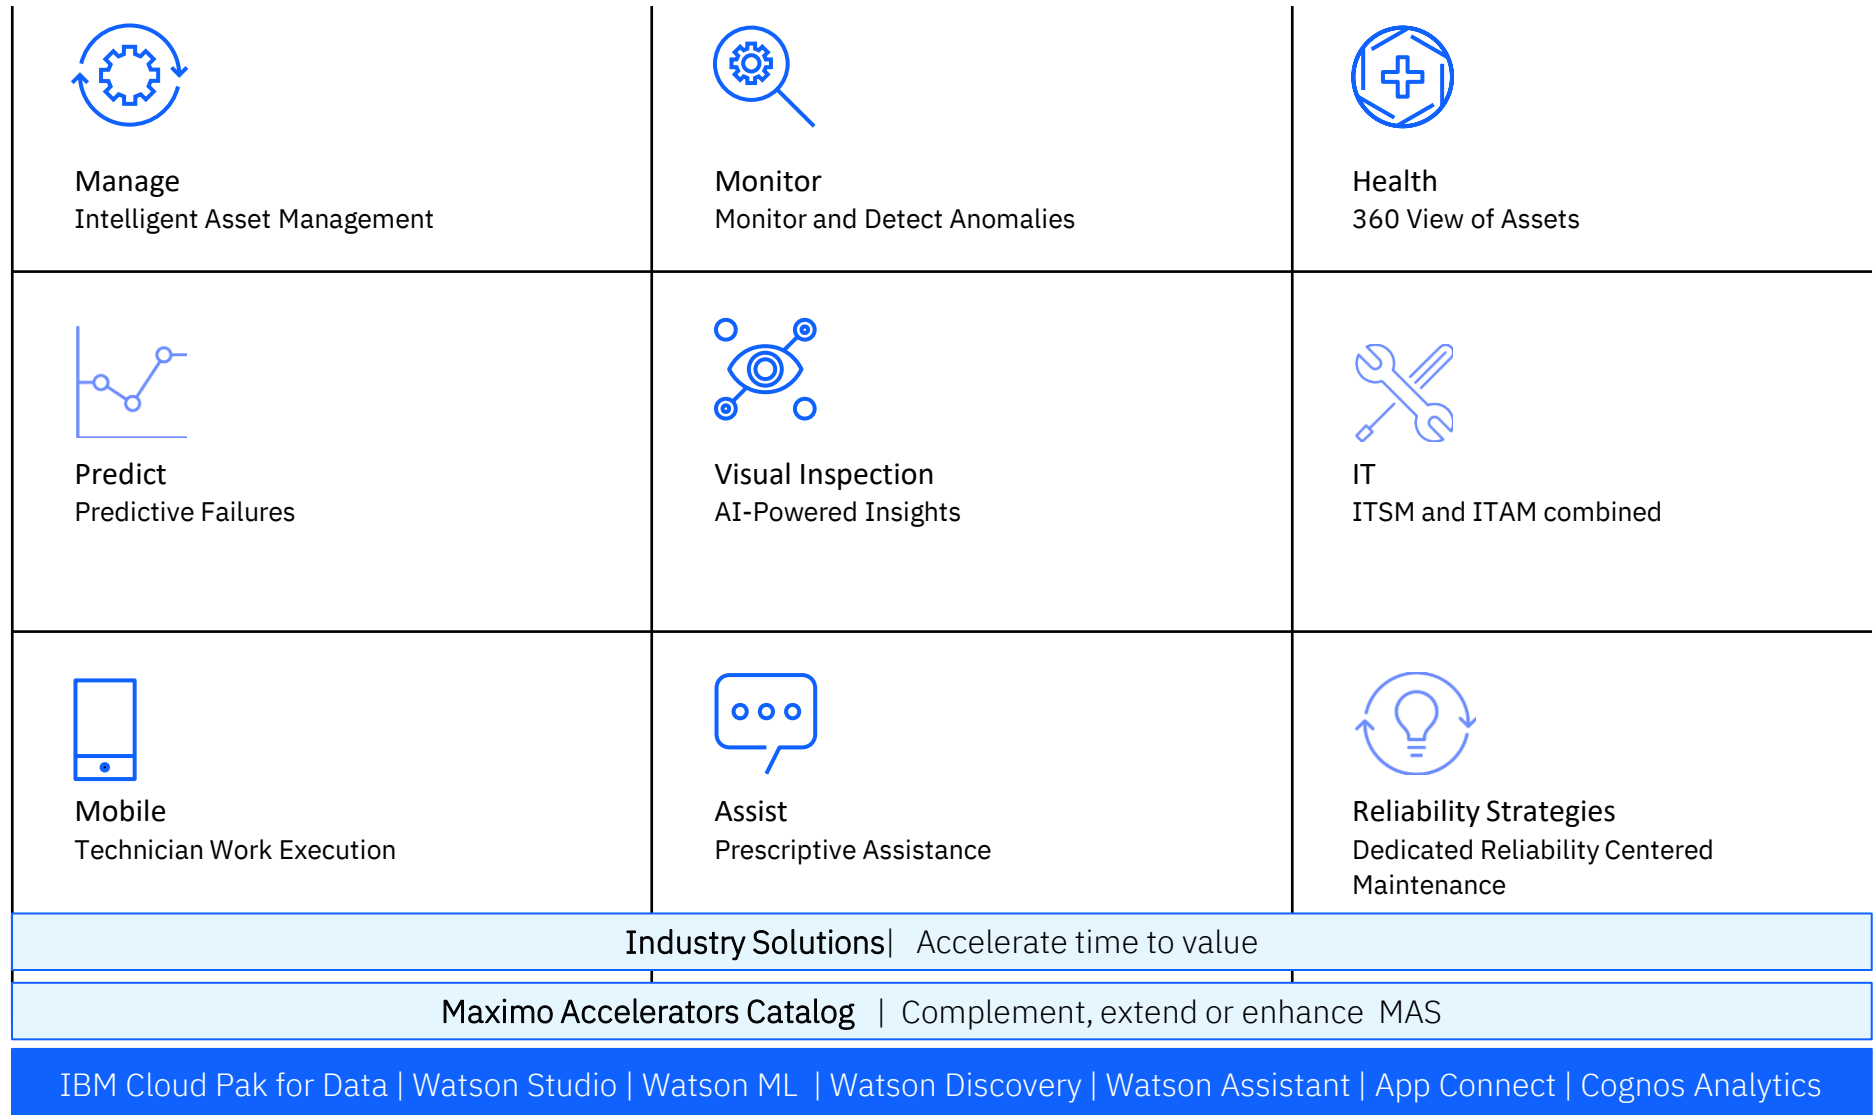 Manage
Intelligent Asset Management
Monitor
Monitor and Detect Anomalies
Health
360 View of Assets
Predict
Predictive Failures
Visual Inspection
AI-Powered Insights
IT
ITSM and ITAM combined
Mobile
Technician Work Execution
Assist
Prescriptive Assistance
Reliability Strategies
Dedicated Reliability Centered
Maintenance
Industry Solutions| Accelerate time to value
Maximo Accelerators Catalog | Complement, extend or enhance MAS
IBM Cloud Pak for Data | Watson Studio | Watson ML | Watson Discovery | Watson Assistant | App Connect | Cognos Analytics